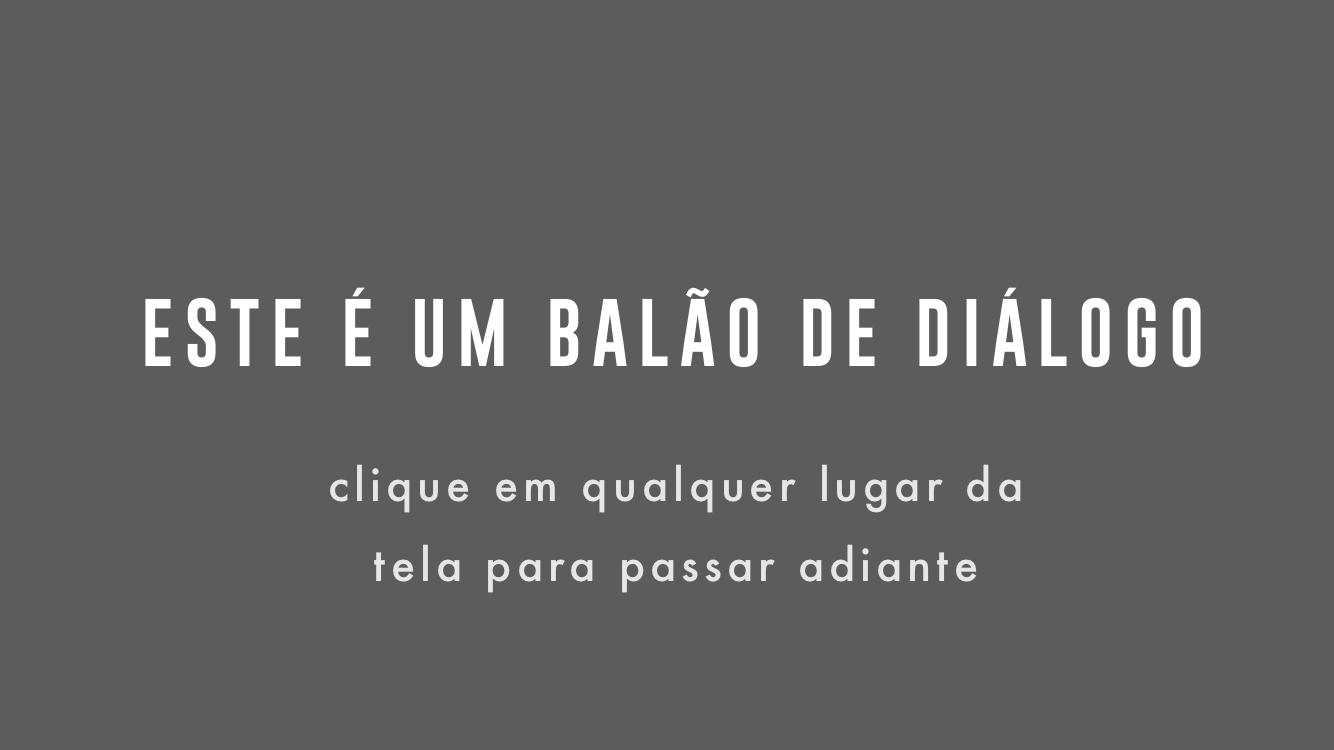 ESTE É UM BALÃO DE DIÁLOGO
clique em qualquer lugar da
tela para passar adiante